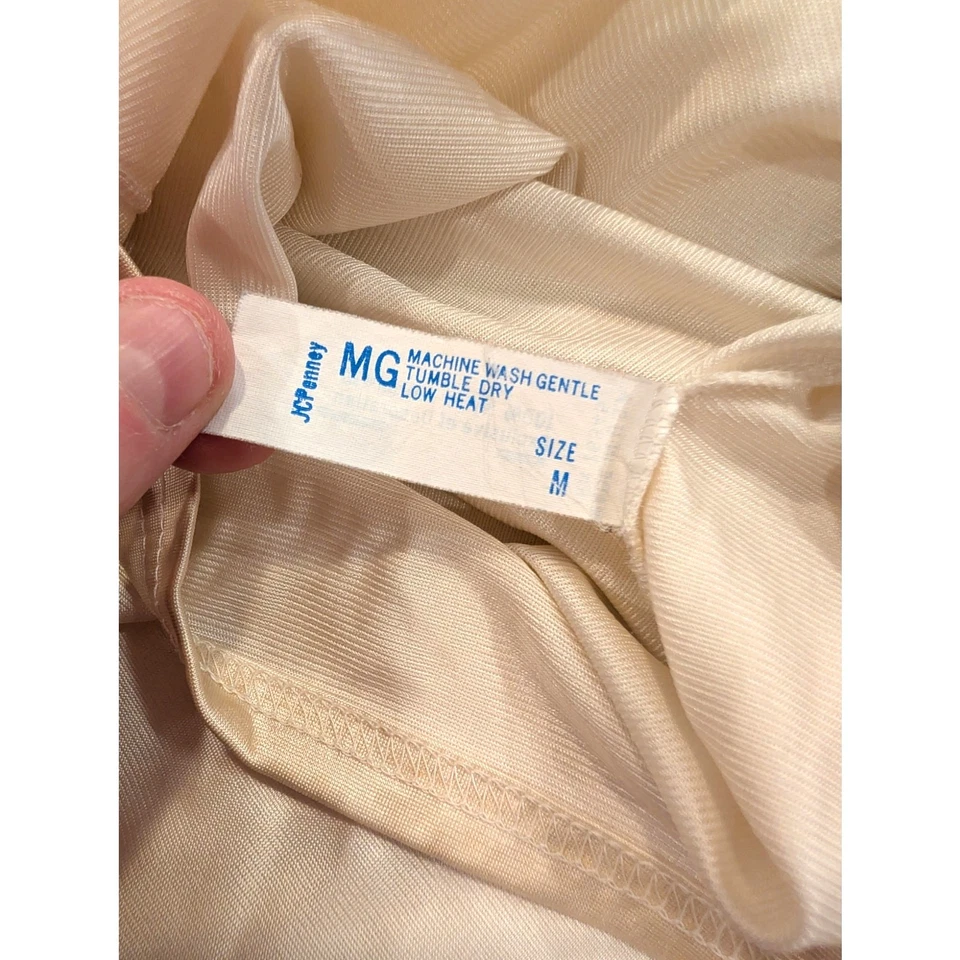 JCPenney
MG
MACHINE WASH GENTLE
TUMBLE DRY
LOW HEAT
SIZE
M